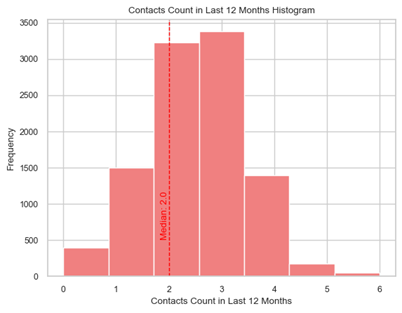 Contacts Count in Last 12 Months Histogram
3500
3000
2500
2000
1500
1000
500
0
Frequency
Median: 2.0
0 1 2 3 4 5 6
Contacts Count in Last 12 Months